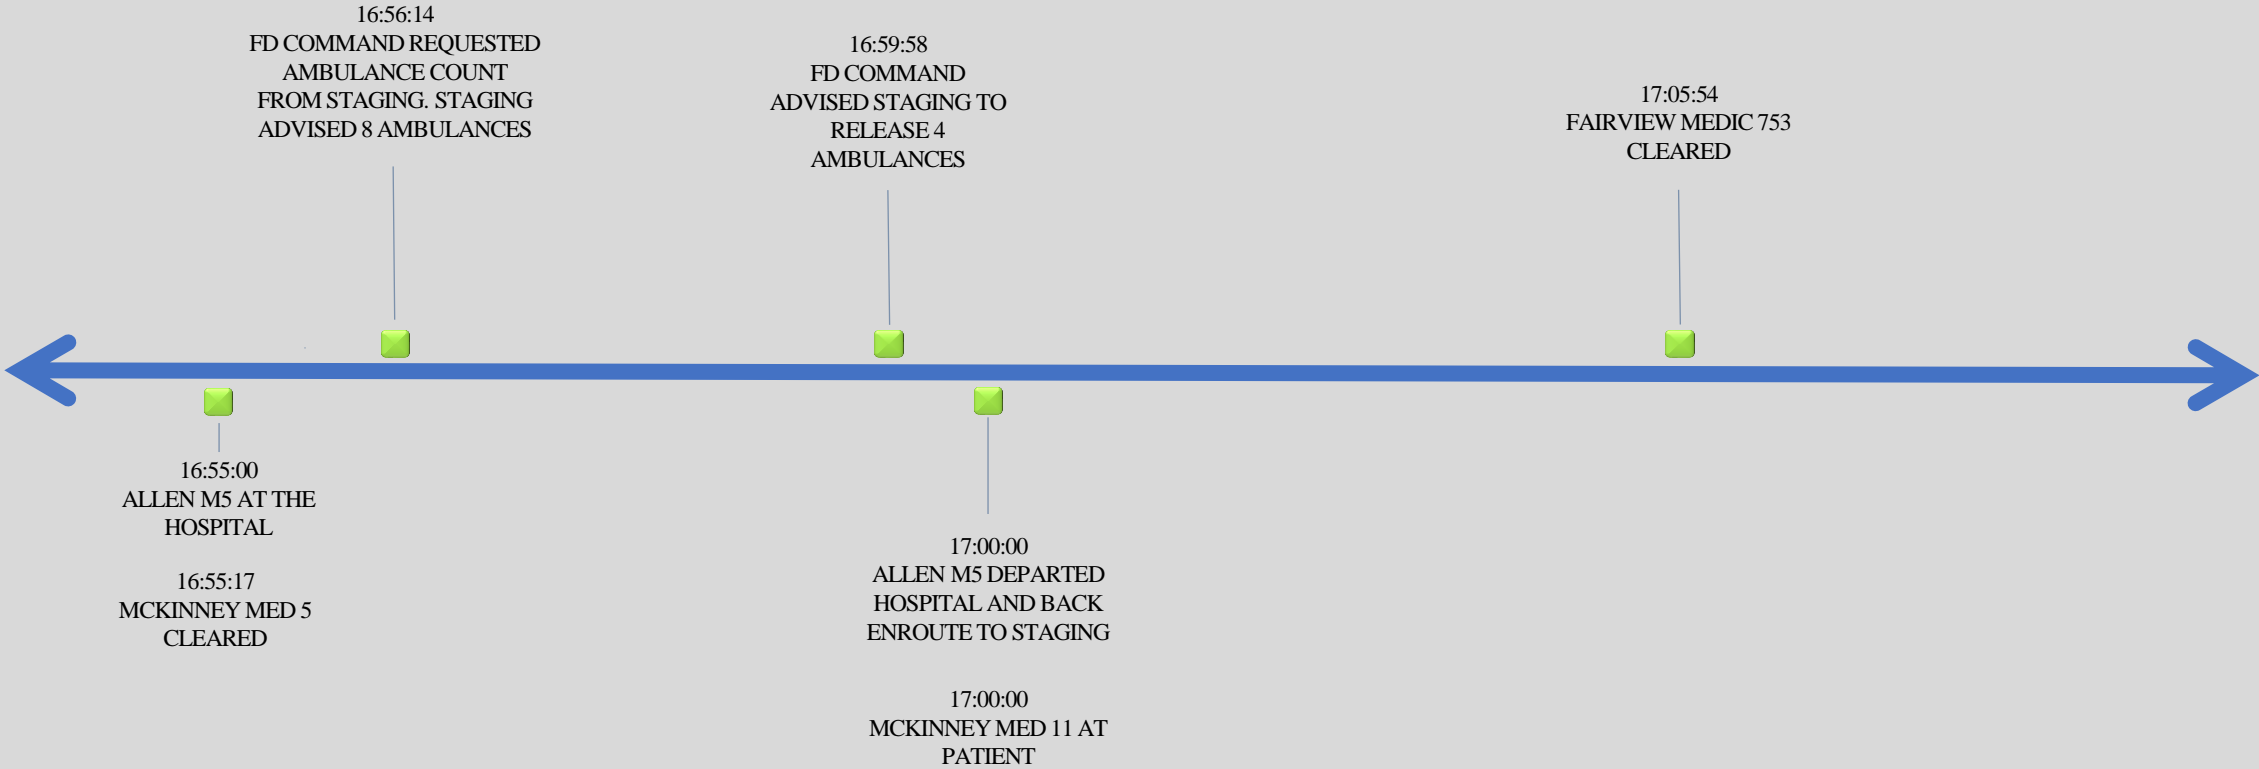 16:56:14
FD COMMAND REQUESTED
AMBULANCE COUNT
FROM STAGING. STAGING
ADVISED 8 AMBULANCES
16:59:58
FD COMMAND
ADVISED STAGING TO
RELEASE 4
AMBULANCES
17:05:54
FAIRVIEW MEDIC 753
CLEARED
16:55:00
ALLEN M5 AT THE
HOSPITAL
16:55:17
MCKINNEY MED 5
CLEARED
17:00:00
ALLEN M5 DEPARTED
HOSPITAL AND BACK
ENROUTE TO STAGING
17:00:00
MCKINNEY MED 11 AT
PATIENT